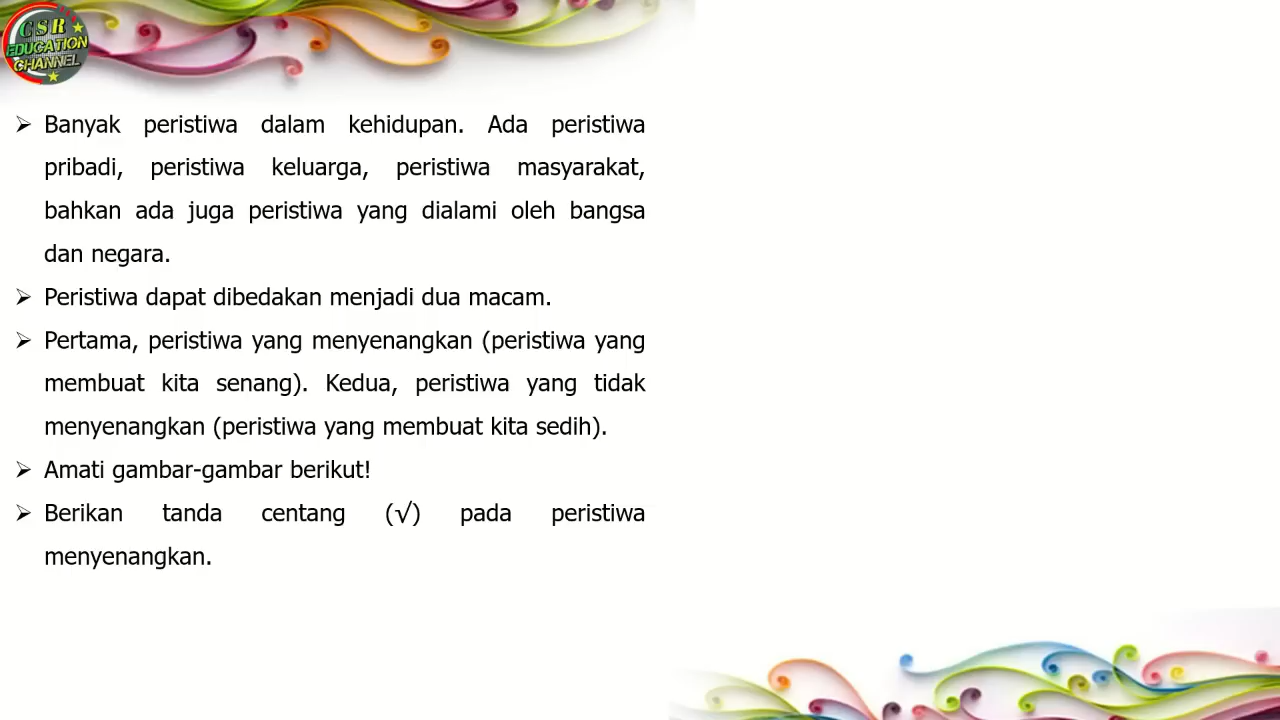 CSR
EDUCATION
CHANNEL
➢ Banyak peristiwa dalam kehidupan. Ada peristiwa
pribadi, peristiwa keluarga, peristiwa masyarakat,
bahkan ada juga peristiwa yang dialami oleh bangsa
dan negara.
➢ Peristiwa dapat dibedakan menjadi dua macam.
➢ Pertama, peristiwa yang menyenangkan (peristiwa yang
membuat kita senang). Kedua, peristiwa yang tidak
menyenangkan (peristiwa yang membuat kita sedih).
➢ Amati gambar-gambar berikut!
➢ Berikan tanda centang (√) pada peristiwa
menyenangkan.